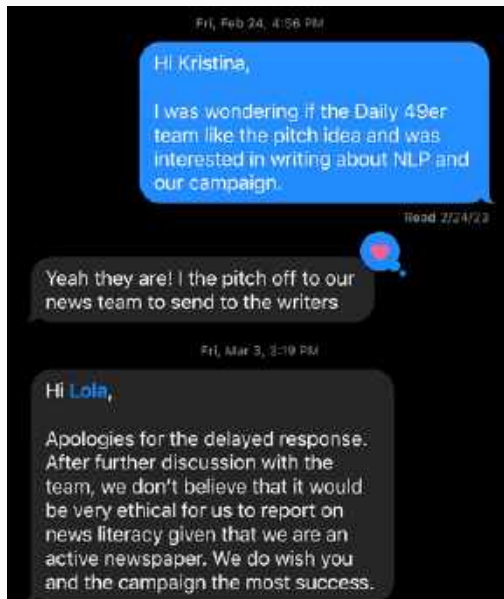 Fri, Feb 24, 4:56 PM
Hi Kristina,
I was wondering if the Daily 49er
team like the pitch idea and was
interested in writing about NLP and
our campaign.
Read 2/24/23
Yeah they are! I the pitch off to our
news team to send to the writers
Fri, Mar 3, 3:19 PM
Hi Lola,
Apologies for the delayed response.
After further discussion with the
team, we don't believe that it would
be very ethical for us to report on
news literacy given that we are an
active newspaper. We do wish you
and the campaign the most success.